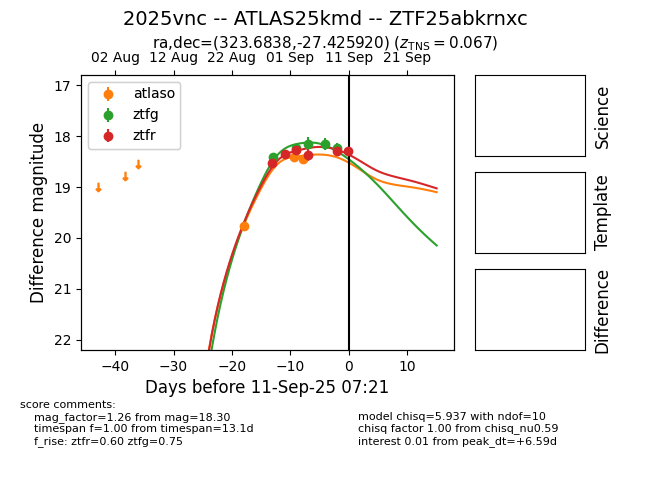 2025vnc -- ATLAS25kmd -- ZTF25abkrnxc
ra,dec=(323.6838,-27.425920) (z_TNS = 0.067)
02 Aug 12 Aug 22 Aug 01 Sep 11 Sep 21 Sep
atlaso
ztfg
ztfr
17
18
19
20
21
22
Difference magnitude
−40 −30 −20 −10 0 10
Days before 11-Sep-25 07:21
Science
Template
Difference
score comments:
mag_factor=1.26 from mag=18.30
timespan f=1.00 from timespan=13.1d
f_rise: ztfr=0.60 ztfg=0.75
model chisq=5.937 with ndof=10
chisq factor 1.00 from chisq_nu0.59
interest 0.01 from peak_dt=+6.59d